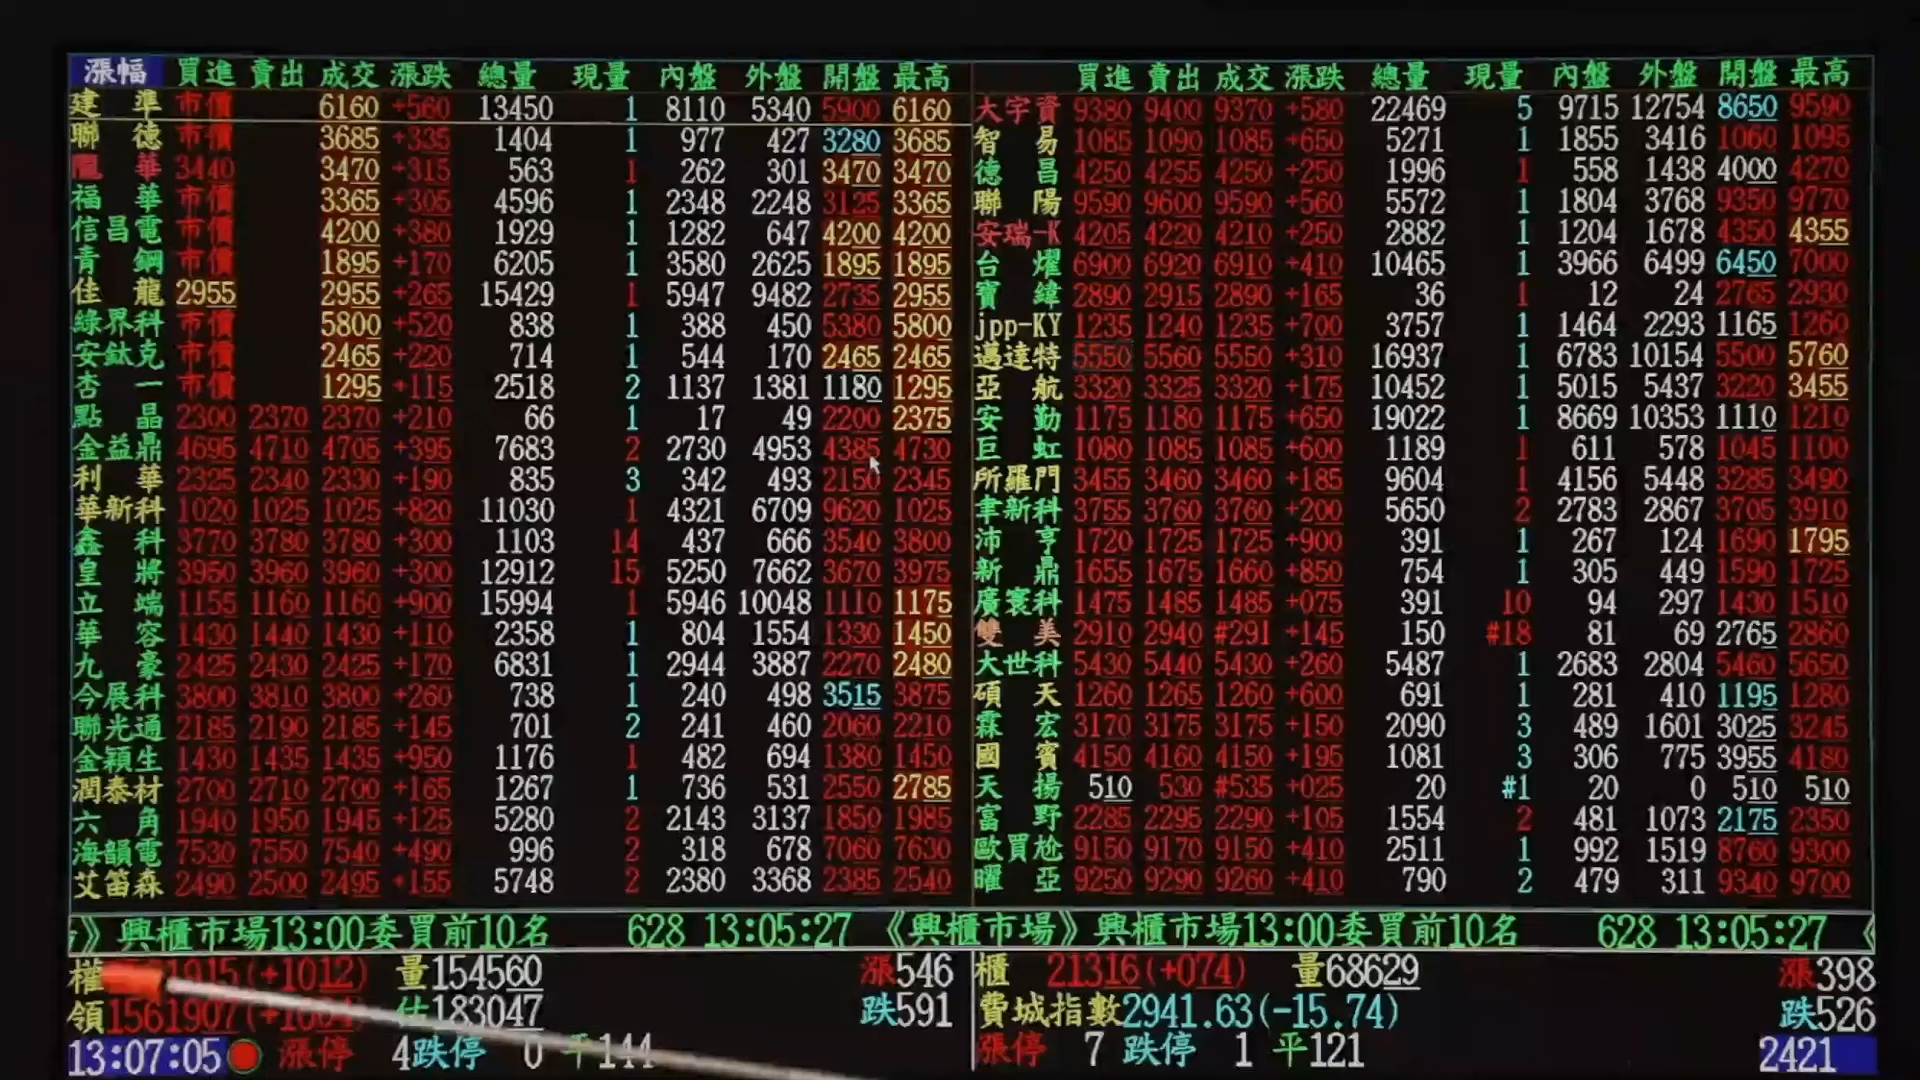 漲幅 買進 賣出 成交 漲跌 總量 現量 內盤 外盤 開盤 最高
建準 市價 6160 +560 13450 1 8110 5340 5900 6160
聯德 市價 3685 +335 1404 1 977 427 3280 3685
華 3440 3470 +315 563 1 262 301 3470 3470
福華 市價 3365 +305 4596 1 2348 2248 3125 3365
信昌電 市價 4200 +380 1929 1 1282 647 4200 4200
青鋼 市價 1895 +170 6205 1 3580 2625 1895 1895
佳龍 2955 2955 +265 15429 1 5947 9482 2735 2955
綠界科 市價 5800 +520 838 1 388 450 5380 5800
安鈦克 市價 2465 +220 714 1 544 170 2465 2465
杏一 市價 1295 +115 2518 2 1137 1381 1180 1295
點晶 2300 2370 2370 +210 66 1 17 49 2200 2375
金益鼎 4695 4710 4705 +395 7683 2 2730 4953 4385 4730
利華 2325 2340 2330 +190 835 3 342 493 2150 2345
華新科 1020 1025 1025 +820 11030 1 4321 6709 9620 1025
鑫科 3770 3780 3780 +300 1103 14 437 666 3540 3800
皇將 3950 3960 3960 +300 12912 15 5250 7662 3670 3975
立端 1155 1160 1160 +900 15994 1 5946 10048 1110 1175
華容 1430 1440 1430 +110 2358 1 804 1554 1330 1450
九豪 2425 2430 2425 +170 6831 1 2944 3887 2270 2480
今展科 3800 3810 3800 +260 738 1 240 498 3515 3875
聯光通 2185 2190 2185 +145 701 2 241 460 2060 2210
金穎生 1430 1435 1435 +950 1176 1 482 694 1380 1450
潤泰材 2700 2710 2700 +165 1267 1 736 531 2550 2785
六角 1940 1950 1945 +125 5280 2 2143 3137 1850 1985
海韻電 7530 7550 7540 +490 996 2 318 678 7060 7630
艾笛森 2490 2500 2495 +155 5748 2 2380 3368 2385 2540
買進 賣出 成交 漲跌 總量 現量 內盤 外盤 開盤 最高
大宇資 9380 9400 9370 +580 22469 5 9715 12754 8650 9590
智易 1085 1090 1085 +650 5271 1 1855 3416 1060 1095
德昌 4250 4255 4250 +250 1996 1 558 1438 4000 4270
聯陽 9590 9600 9590 +560 5572 1 1804 3768 9350 9770
安瑞-K 4205 4220 4210 +250 2882 1 1204 1678 4350 4355
台燿 6900 6920 6910 +410 10465 1 3966 6499 6450 7000
寶緯 2890 2915 2890 +165 36 1 12 24 2765 2930
jpp-KY 1235 1240 1235 +700 3757 1 1464 2293 1165 1260
邁達特 5550 5560 5550 +310 16937 1 6783 10154 5500 5760
亞航 3320 3325 3320 +175 10452 1 5015 5437 3220 3455
安勤 1175 1180 1175 +650 19022 1 8669 10353 1110 1210
巨虹 1080 1085 1085 +600 1189 1 611 578 1045 1100
所羅門 3455 3460 3460 +185 9604 1 4156 5448 3285 3490
聿新科 3755 3760 3760 +200 5650 2 2783 2867 3705 3910
沛亨 1720 1725 1725 +900 391 1 267 124 1690 1795
新鼎 1655 1675 1660 +850 754 1 305 449 1590 1725
廣寰科 1475 1485 1485 +075 391 10 94 297 1430 1510
雙美 2910 2940 #291 +145 150 #18 81 69 2765 2860
大世科 5430 5440 5430 +260 5487 1 2683 2804 5460 5650
碩天 1260 1265 1260 +600 691 1 281 410 1195 1280
霖宏 3170 3175 3175 +150 2090 3 489 1601 3025 3245
國賓 4150 4160 4150 +195 1081 3 306 775 3955 4180
天揚 510 530 #535 +025 20 #1 20 0 510 510
富野 2285 2295 2290 +105 1554 2 481 1073 2175 2350
歐買尬 9150 9170 9150 +410 2511 1 992 1519 8760 9300
曜亞 9250 9290 9260 +410 790 2 479 311 9340 9700
》興櫃市場13:00委買前10名 628 13:05:27 《興櫃市場》興櫃市場13:00委買前10名 628 13:05:27 《
權 915(+1012) 量154560 漲546
領1561907(+1004) 估183047 跌591
13:07:05 漲停 4跌停 0 平144
櫃 21316(+074) 量68629 漲398
費城指數2941.63(-15.74) 跌526
漲停 7 跌停 1 平121 2421